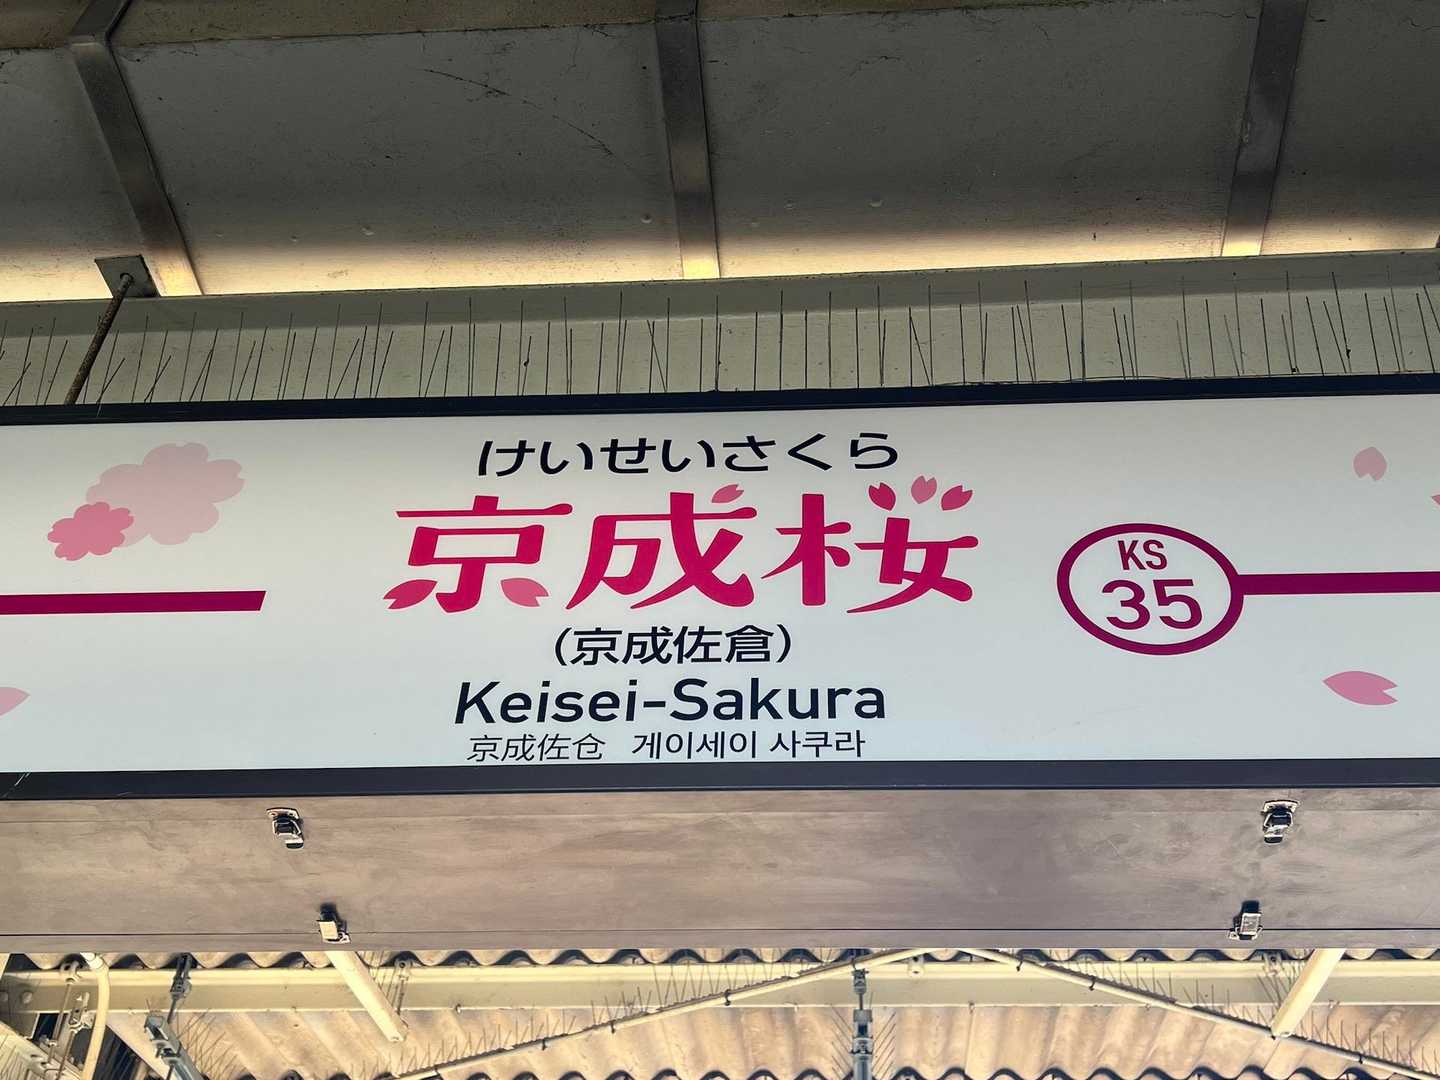 けいせいさくら
京成桜
(京成佐倉)
Keisei-Sakura
京成佐仓 게이세이 사쿠라
KS
35